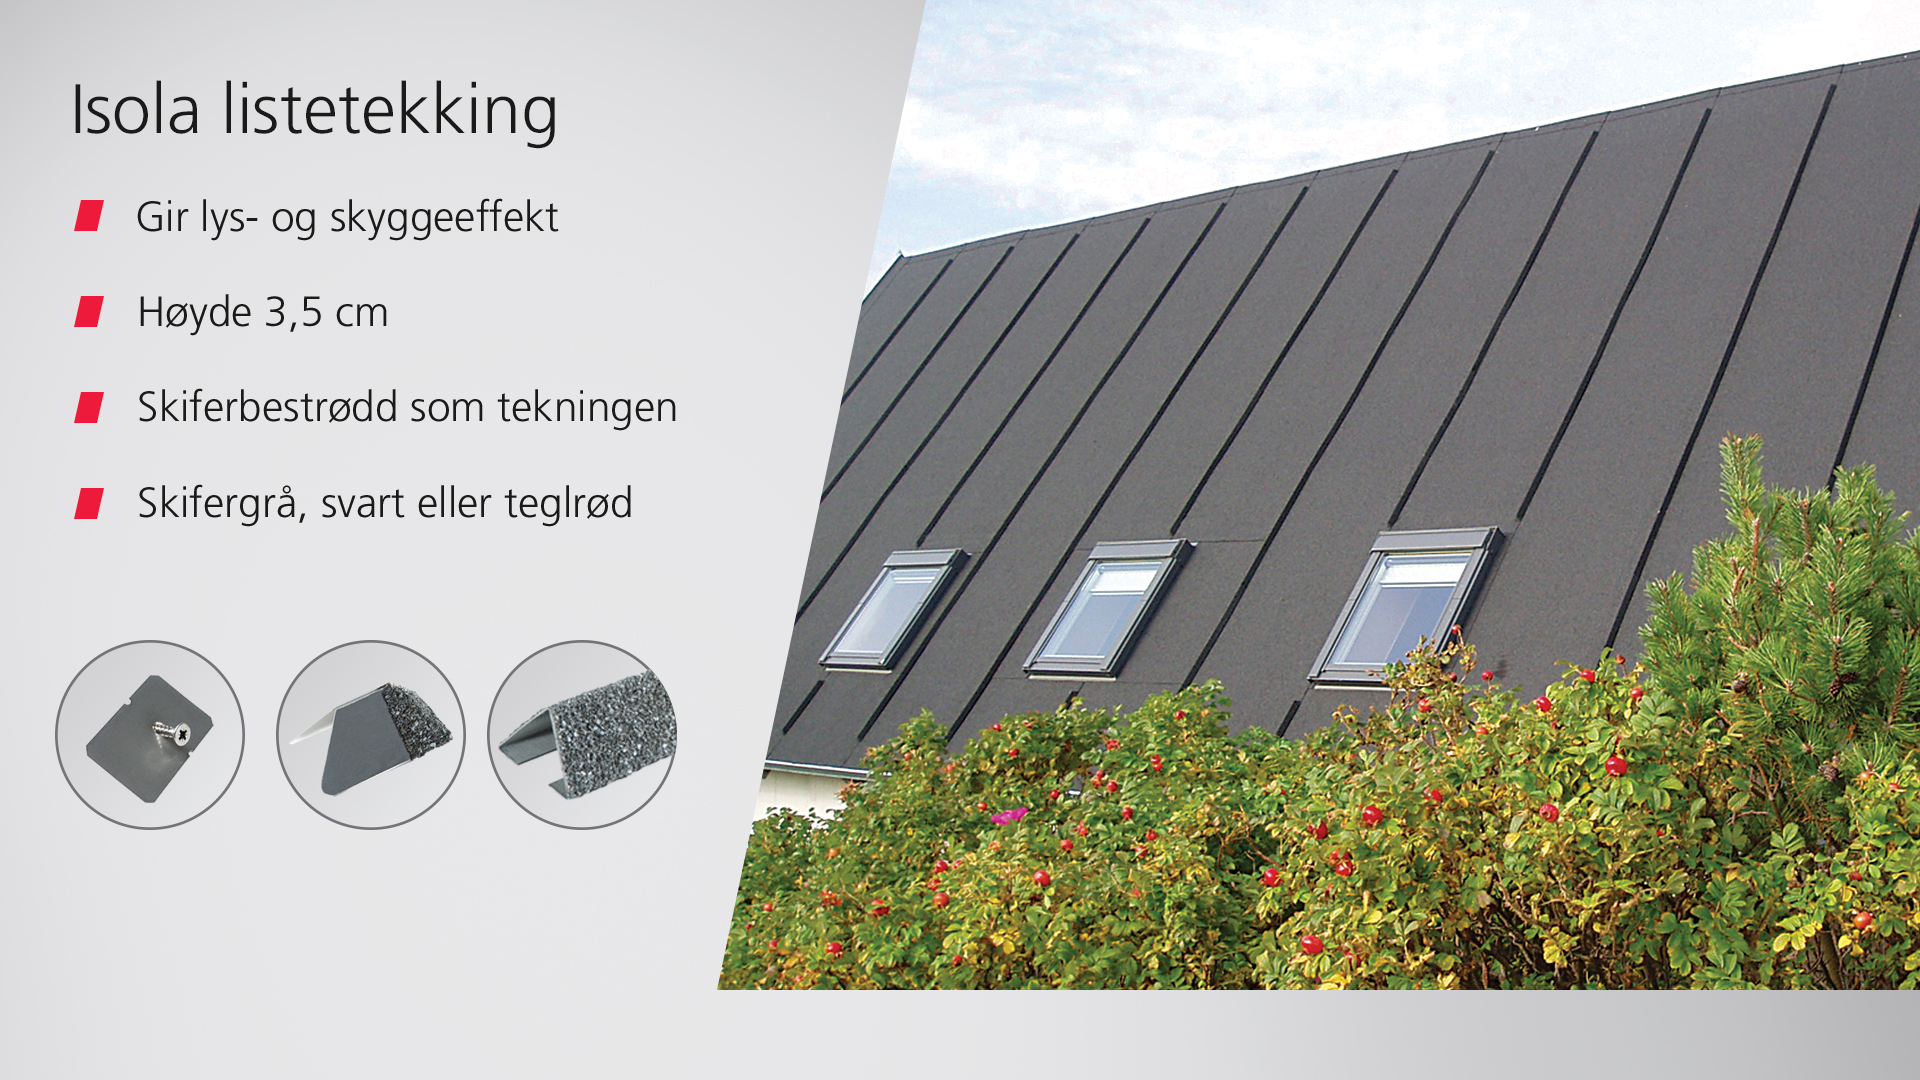 Isola listetekking
Gir lys- og skyggeeffekt
Høyde 3,5 cm
Skiferbestrødd som tekningen
Skifergrå, svart eller teglrød